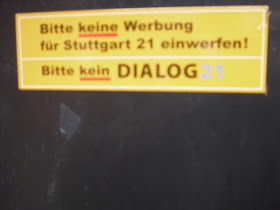 Bitte keine Werbung
für Stuttgart 21 einwerfen!
Bitte kein DIALOG21